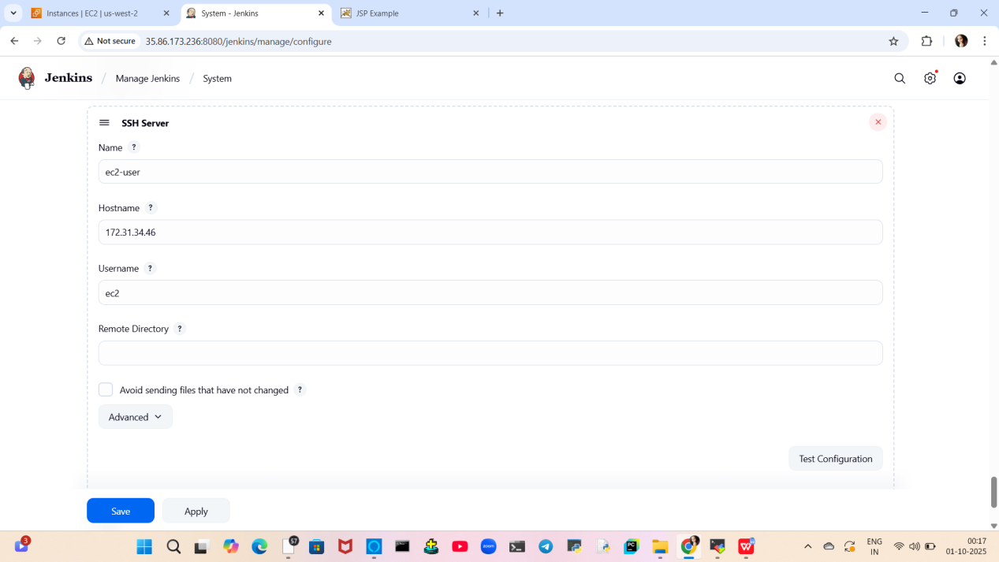 Instances | EC2 | us-west-2
System - Jenkins
JSP Example
Not secure
35.86.173.236:8080/jenkins/manage/configure
Jenkins / Manage Jenkins / System
SSH Server
Name ?
ec2-user
Hostname ?
172.31.34.46
Username ?
ec2
Remote Directory ?
Avoid sending files that have not changed ?
Advanced
Test Configuration
Save
Apply
3
57
zoom
PC
ENG
IN
00:17
01-10-2025